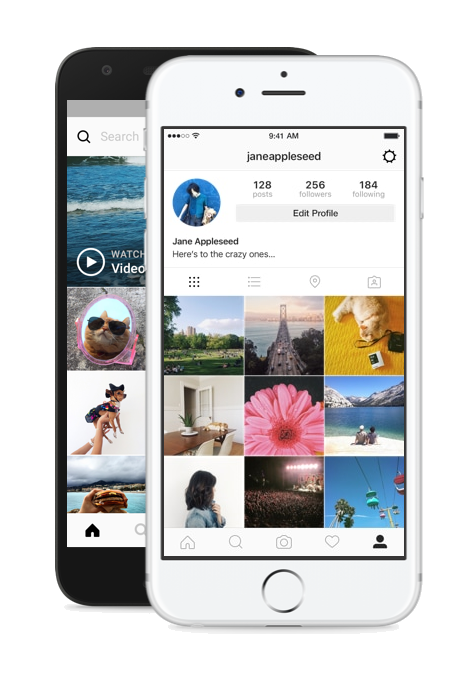 Search
WATCH
Video
9:41 AM
janeappleseed
128
posts
256
followers
184
following
Edit Profile
Jane Appleseed
Here's to the crazy ones...